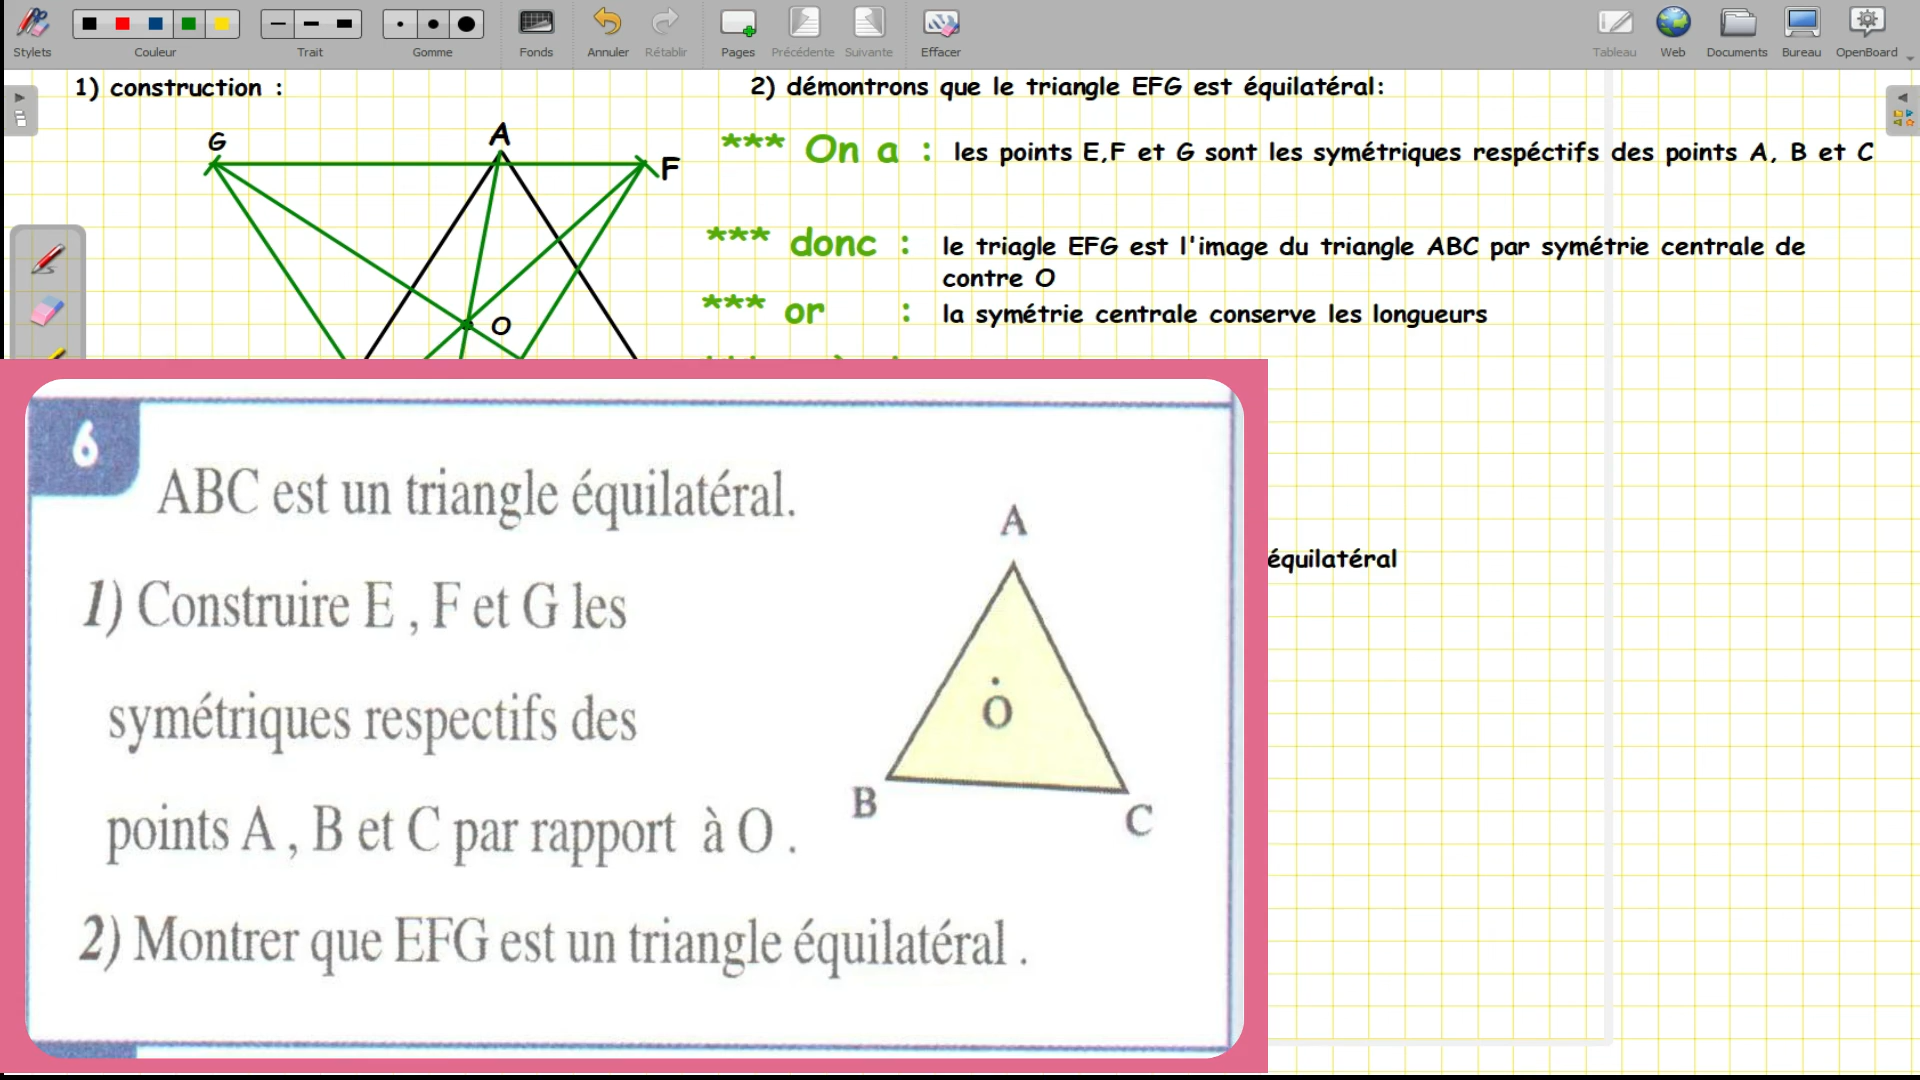 Stylets
Couleur
Trait
Gomme
Fonds
Annuler
Rétablir
Pages
Précédente
Suivante
Effacer
Tableau
Web
Documents
Bureau
OpenBoard
1) construction :
G
A
F
O
2) démontrons que le triangle EFG est équilatéral:
*** On a : les points E,F et G sont les symétriques respéctifs des points A, B et C
*** donc : le triagle EFG est l'image du triangle ABC par symétrie centrale de
contre O
*** or : la symétrie centrale conserve les longueurs
équilatéral
6
ABC est un triangle équilatéral.
1) Construire E , F et G les
symétriques respectifs des
points A , B et C par rapport à O .
2) Montrer que EFG est un triangle équilatéral .
A
O
B
C